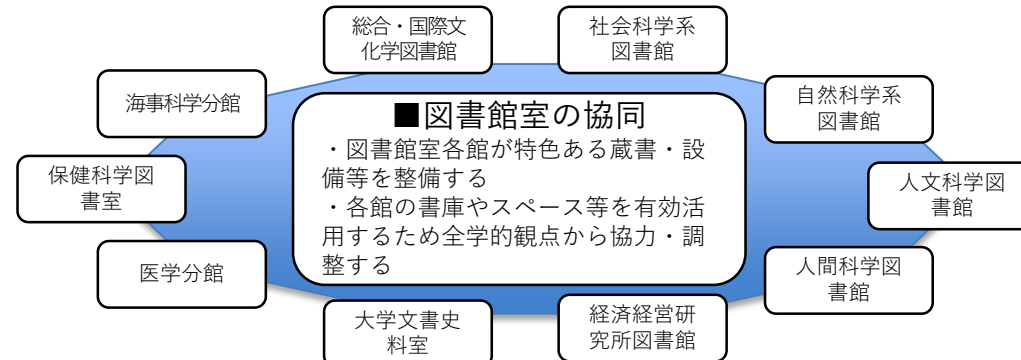 総合・国際文
化学図書館
社会科学系
図書館
海事科学分館
自然科学系
図書館
■図書館室の協同
・図書館室各館が特色ある蔵書・設
備等を整備する
・各館の書庫やスペース等を有効活
用するため全学的観点から協力・調
整する
保健科学図
書室
人文科学図
書館
医学分館
人間科学図
書館
大学文書史
料室
経済経営研
究所図書館